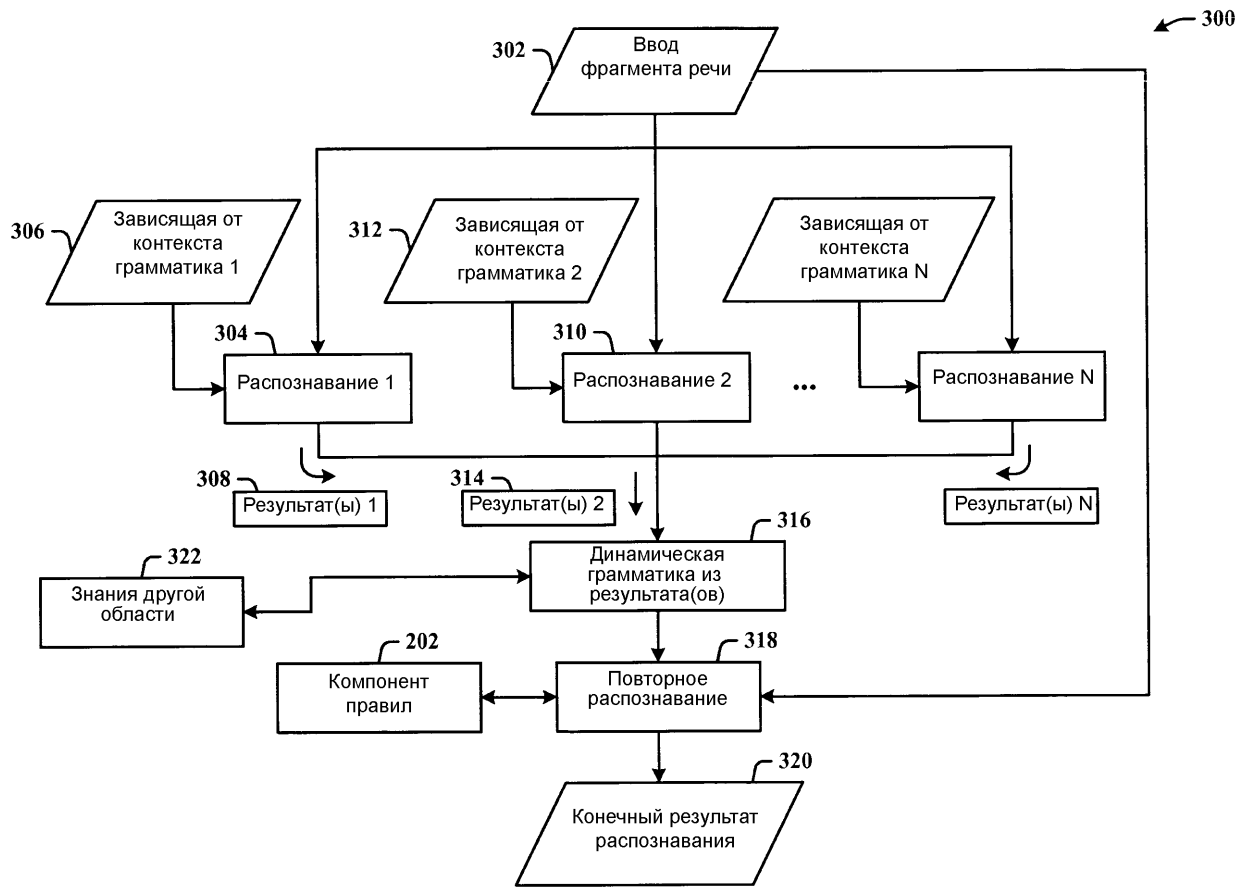 300
302
Ввод
фрагмента речи
306
Зависящая от
контекста
грамматика 1
312
Зависящая от
контекста
грамматика 2
Зависящая от
контекста
грамматика N
304
Распознавание 1
310
Распознавание 2
...
Распознавание N
308
Результат(ы) 1
314
Результат(ы) 2
Результат(ы) N
316
Динамическая
грамматика из
результата(ов)
322
Знания другой
области
318
Повторное
распознавание
202
Компонент
правил
320
Конечный результат
распознавания